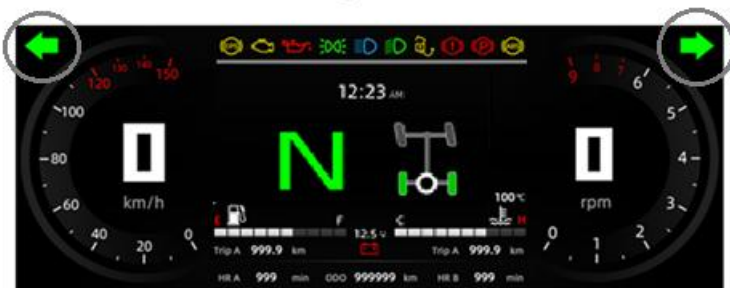 120 130 140 150
9 8 7
12:23 AM
100
80
60
40
20
0
0
km/h
N
6
5
4
3
2
1
0
0
rpm
100℃
E F C H
12.5 v
Trip A 999.9 km Trip A 999.9 km
HR A 999 min ODO 999999 km HR B 999 min